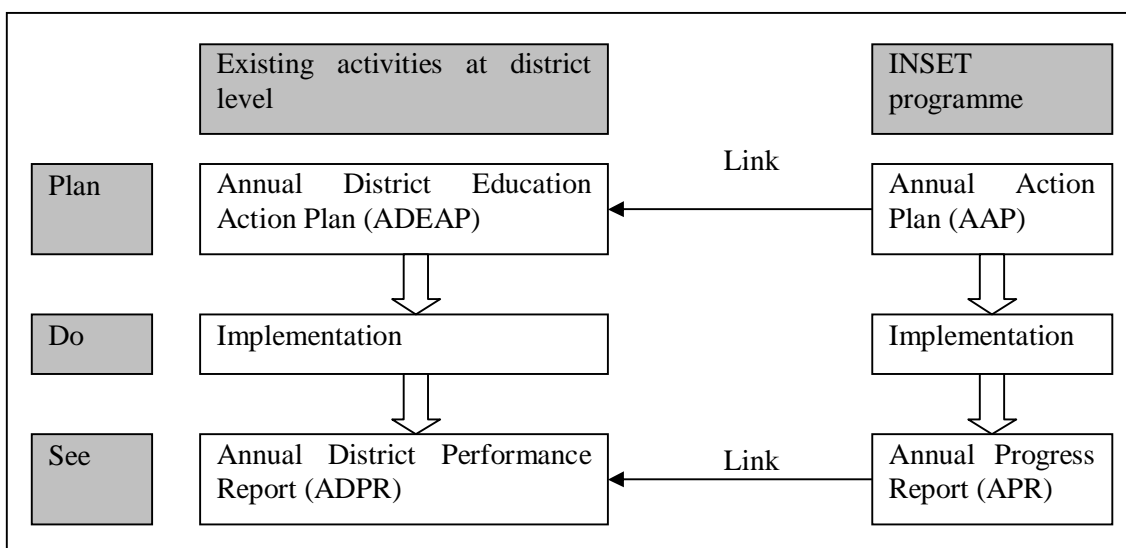 Existing activities at district
level
INSET
programme
Plan
Annual District Education
Action Plan (ADEAP)
Link
Annual Action
Plan (AAP)
Do
Implementation
Implementation
See
Annual District Performance
Report (ADPR)
Link
Annual Progress
Report (APR)